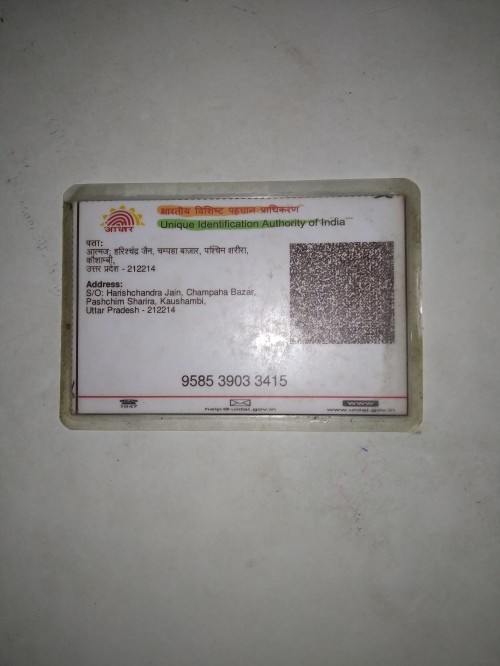 भारतीय विशिष्ट पहचान प्राधिकरण
Unique Identification Authority of India
आधार
पता:
आत्मज: हरिश्चंद्र जैन, चम्पहा बाज़ार, पश्चिम शरीरा,
कौशाम्बी,
उत्तर प्रदेश - 212214
Address:
S/O: Harishchandra Jain, Champaha Bazar,
Pashchim Sharira, Kaushambi,
Uttar Pradesh - 212214
9585 3903 3415
1947
help@uidai.gov.in
www
www.uidai.gov.in